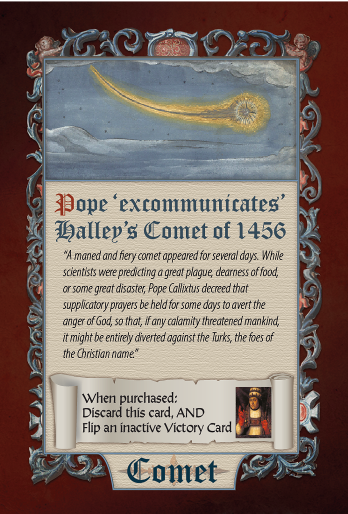 Pope ‘excommunicates’
Halley’s Comet of 1456
“A maned and fiery comet appeared for several days. While
scientists were predicting a great plague, dearness of food,
or some great disaster, Pope Callixtus decreed that
supplicatory prayers be held for some days to avert the
anger of God, so that, if any calamity threatened mankind,
it might be entirely diverted against the Turks, the foes of
the Christian name.”
When purchased:
Discard this card, AND
Flip an inactive Victory Card
Comet